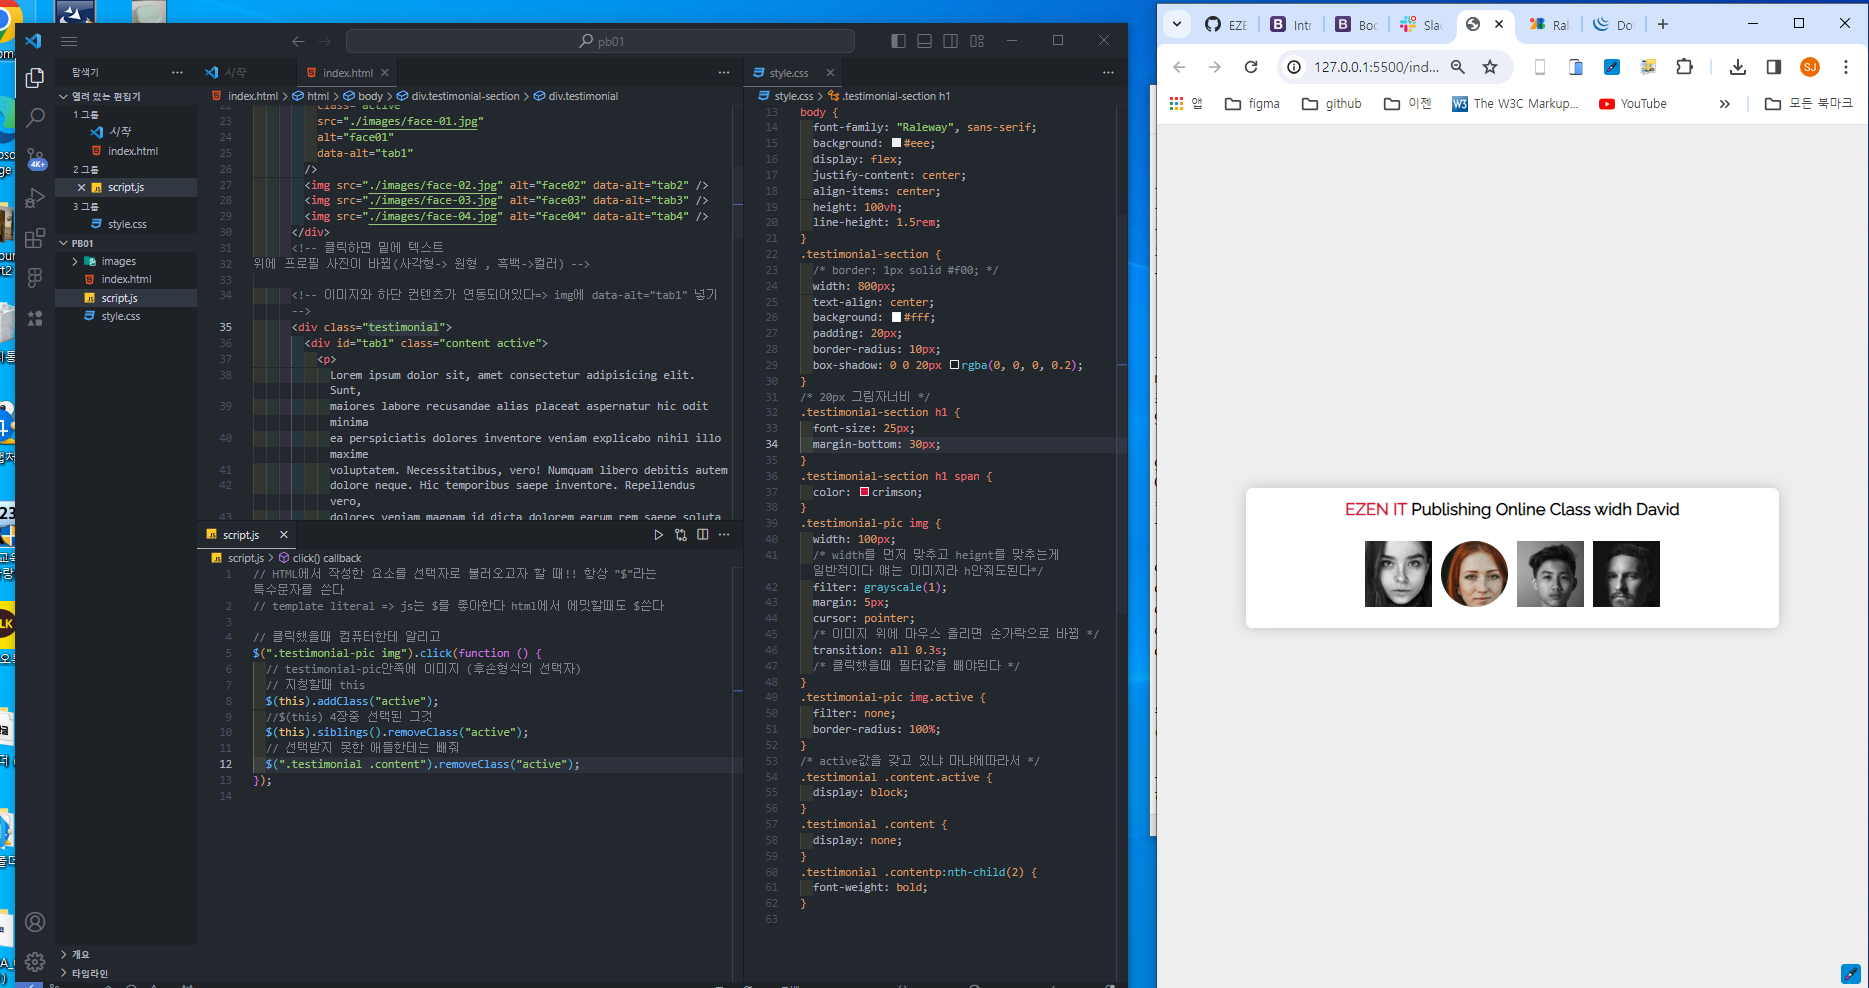 pb01
탐색기
열려 있는 편집기
1 그룹
시작
index.html
2 그룹
script.js
3 그룹
style.css
PB01
images
index.html
script.js
style.css
개요
타임라인
4K+
시작
index.html
index.html > html > body > div.testimonial-section > div.testimonial
22 class="active"
23 src="./images/face-01.jpg"
24 alt="face01"
25 data-alt="tab1"
26 />
27 <img src="./images/face-02.jpg" alt="face02" data-alt="tab2" />
28 <img src="./images/face-03.jpg" alt="face03" data-alt="tab3" />
29 <img src="./images/face-04.jpg" alt="face04" data-alt="tab4" />
30 </div>
31 <!-- 클릭하면 밑에 텍스트
32 위에 프로필 사진이 바뀜(사각형-> 원형 , 흑백->컬러) -->
33
34 <!-- 이미지와 하단 컨텐츠가 연동되어있다=> img에 data-alt="tab1" 넣기
-->
35 <div class="testimonial">
36 <div id="tab1" class="content active">
37 <p>
38 Lorem ipsum dolor sit, amet consectetur adipisicing elit.
Sunt,
39 maiores labore recusandae alias placeat aspernatur hic odit
minima
40 ea perspiciatis dolores inventore veniam explicabo nihil illo
maxime
41 voluptatem. Necessitatibus, vero! Numquam libero debitis autem
42 dolore neque. Hic temporibus saepe inventore. Repellendus
vero,
43 dolores veniam magnam id dicta dolorem earum rem saepe soluta
script.js
script.js > click() callback
1 // HTML에서 작성한 요소를 선택자로 불러오고자 할 때!! 항상 "$"라는
특수문자를 쓴다
2 // template literal => js는 $를 좋아한다 html에서 에밋할때도 $쓴다
3
4 // 클릭했을때 컴퓨터한테 알리고
5 $(".testimonial-pic img").click(function () {
6 // testimonial-pic안쪽에 이미지 (후손형식의 선택자)
7 // 지칭할때 this
8 $(this).addClass("active");
9 //$(this) 4장중 선택된 그것
10 $(this).siblings().removeClass("active");
11 // 선택받지 못한 애들한테는 빼줘
12 $(".testimonial .content").removeClass("active");
13 });
14
style.css
style.css > .testimonial-section h1
13 body {
14 font-family: "Raleway", sans-serif;
15 background: #eee;
16 display: flex;
17 justify-content: center;
18 align-items: center;
19 height: 100vh;
20 line-height: 1.5rem;
21 }
22 .testimonial-section {
23 /* border: 1px solid #f00; */
24 width: 800px;
25 text-align: center;
26 background: #fff;
27 padding: 20px;
28 border-radius: 10px;
29 box-shadow: 0 0 20px rgba(0, 0, 0, 0.2);
30 }
31 /* 20px 그림자너비 */
32 .testimonial-section h1 {
33 font-size: 25px;
34 margin-bottom: 30px;
35 }
36 .testimonial-section h1 span {
37 color: crimson;
38 }
39 .testimonial-pic img {
40 width: 100px;
41 /* width를 먼저 맞추고 heignt를 맞추는게
일반적이다 얘는 이미지라 h안줘도된다*/
42 filter: grayscale(1);
43 margin: 5px;
44 cursor: pointer;
45 /* 이미지 위에 마우스 올리면 손가락으로 바뀜 */
46 transition: all 0.3s;
47 /* 클릭했을때 필터값을 빼야된다 */
48 }
49 .testimonial-pic img.active {
50 filter: none;
51 border-radius: 100%;
52 }
53 /* active값을 갖고 있냐 마냐에따라서 */
54 .testimonial .content.active {
55 display: block;
56 }
57 .testimonial .content {
58 display: none;
59 }
60 .testimonial .contentp:nth-child(2) {
61 font-weight: bold;
62 }
63
EZE
Intr
Boo
Sla
Ral
Do
127.0.0.1:5500/ind...
SJ
앱
figma
github
이젠
W3 The W3C Markup...
YouTube
모든 북마크
EZEN IT Publishing Online Class widh David